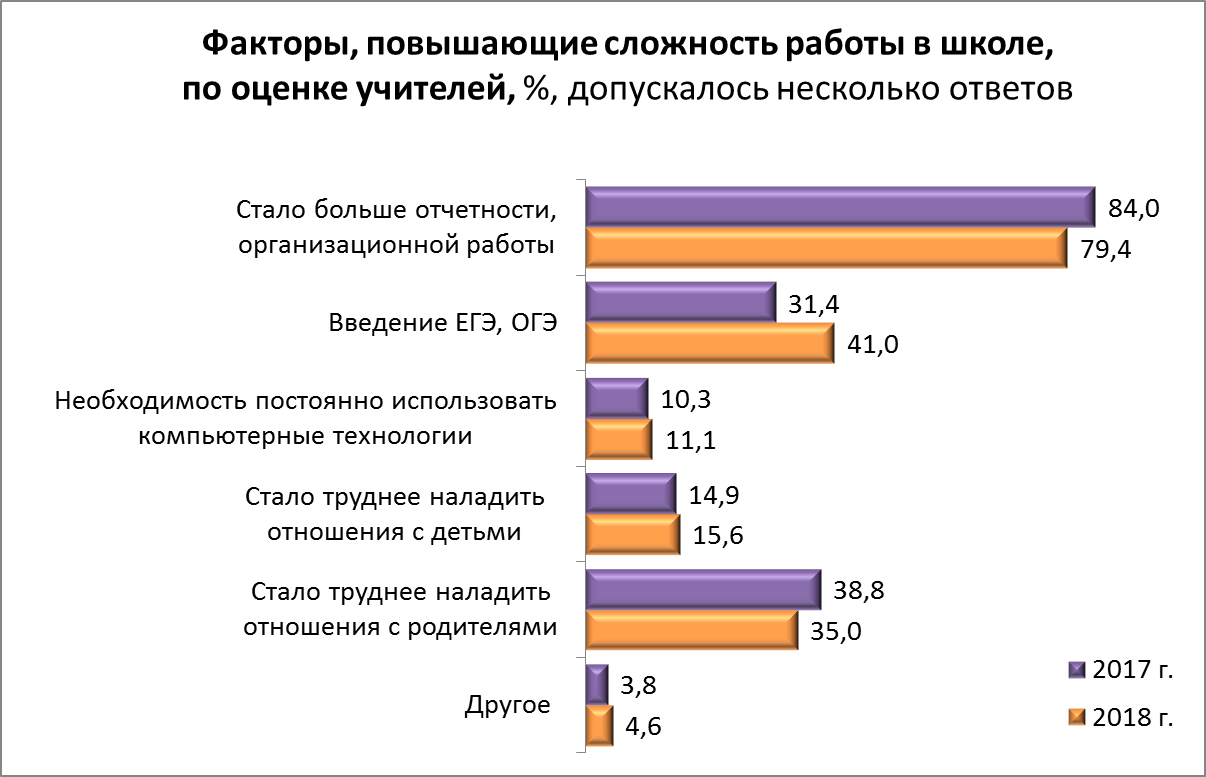 Факторы, повышающие сложность работы в школе,
по оценке учителей, %, допускалось несколько ответов
Стало больше отчетности,
организационной работы
84,0
79,4
Введение ЕГЭ, ОГЭ
31,4
41,0
Необходимость постоянно использовать
компьютерные технологии
10,3
11,1
Стало труднее наладить
отношения с детьми
14,9
15,6
Стало труднее наладить
отношения с родителями
38,8
35,0
Другое
3,8
4,6
2017 г.
2018 г.